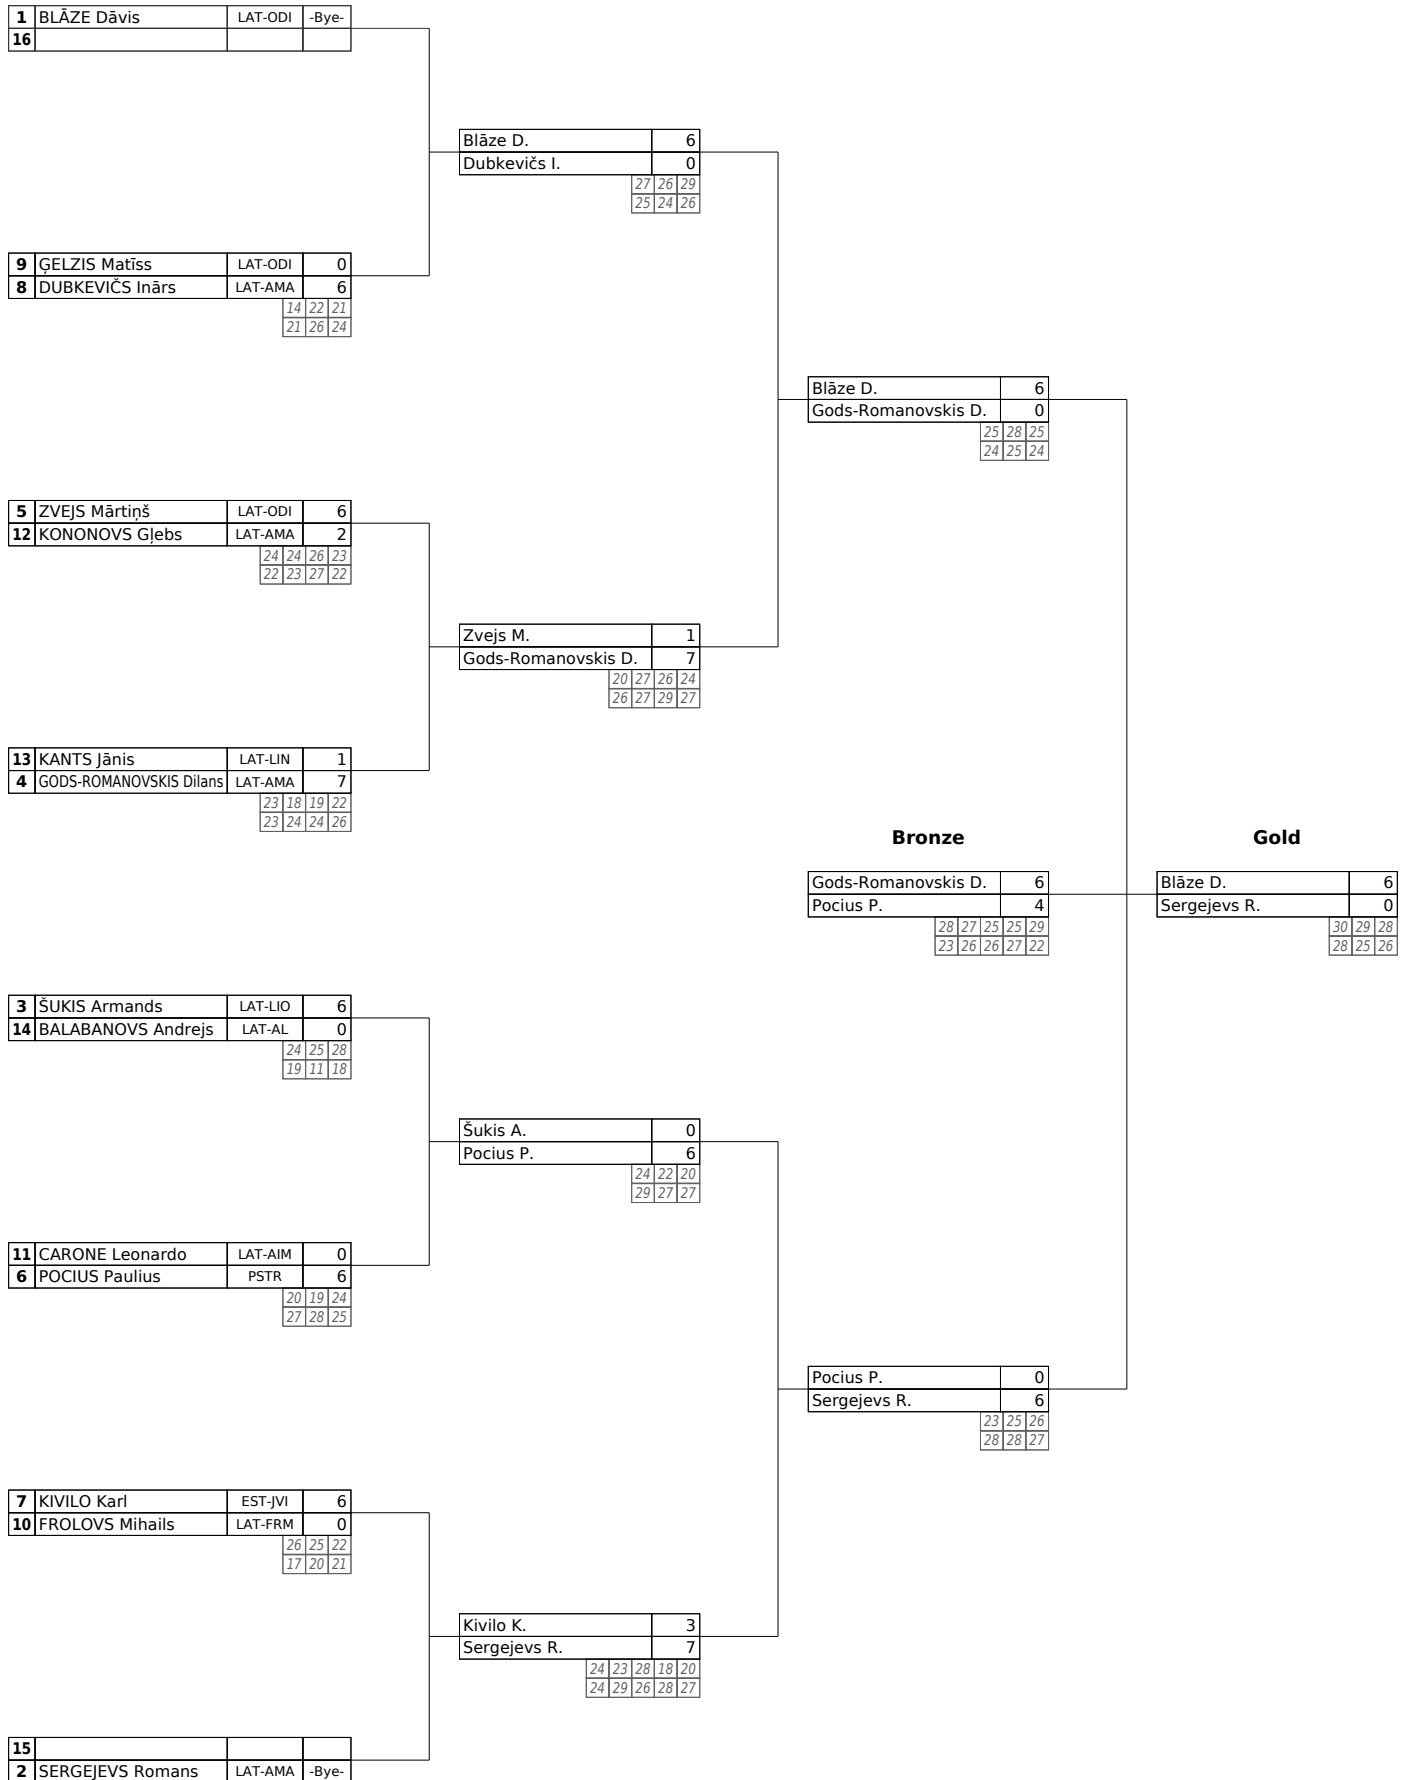 1 BLĀZE Dāvis LAT-ODI -Bye-
16
Blāze D. 6
Dubkevičs I. 0
27 26 29
25 24 26
9 ĢELZIS Matīss LAT-ODI 0
8 DUBKEVIČS Inārs LAT-AMA 6
14 22 21
21 26 24
Blāze D. 6
Gods-Romanovskis D. 0
25 28 25
24 25 24
5 ZVEJS Mārtiņš LAT-ODI 6
12 KONONOVS Gļebs LAT-AMA 2
24 24 26 23
22 23 27 22
Zvejs M. 1
Gods-Romanovskis D. 7
20 27 26 24
26 27 29 27
13 KANTS Jānis LAT-LIN 1
4 GODS-ROMANOVSKIS Dilans LAT-AMA 7
23 18 19 22
23 24 24 26
Bronze
Gods-Romanovskis D. 6
Pocius P. 4
28 27 25 25 29
23 26 26 27 22
Gold
Blāze D. 6
Sergejevs R. 0
30 29 28
28 25 26
3 ŠUKIS Armands LAT-LIO 6
14 BALABANOVS Andrejs LAT-AL 0
24 25 28
19 11 18
Šukis A. 0
Pocius P. 6
24 22 20
29 27 27
11 CARONE Leonardo LAT-AIM 0
6 POCIUS Paulius PSTR 6
20 19 24
27 28 25
Pocius P. 0
Sergejevs R. 6
23 25 26
28 28 27
7 KIVILO Karl EST-JVI 6
10 FROLOVS Mihails LAT-FRM 0
26 25 22
17 20 21
Kivilo K. 3
Sergejevs R. 7
24 23 28 18 20
24 29 26 28 27
15
2 SERGEJEVS Romans LAT-AMA -Bye-